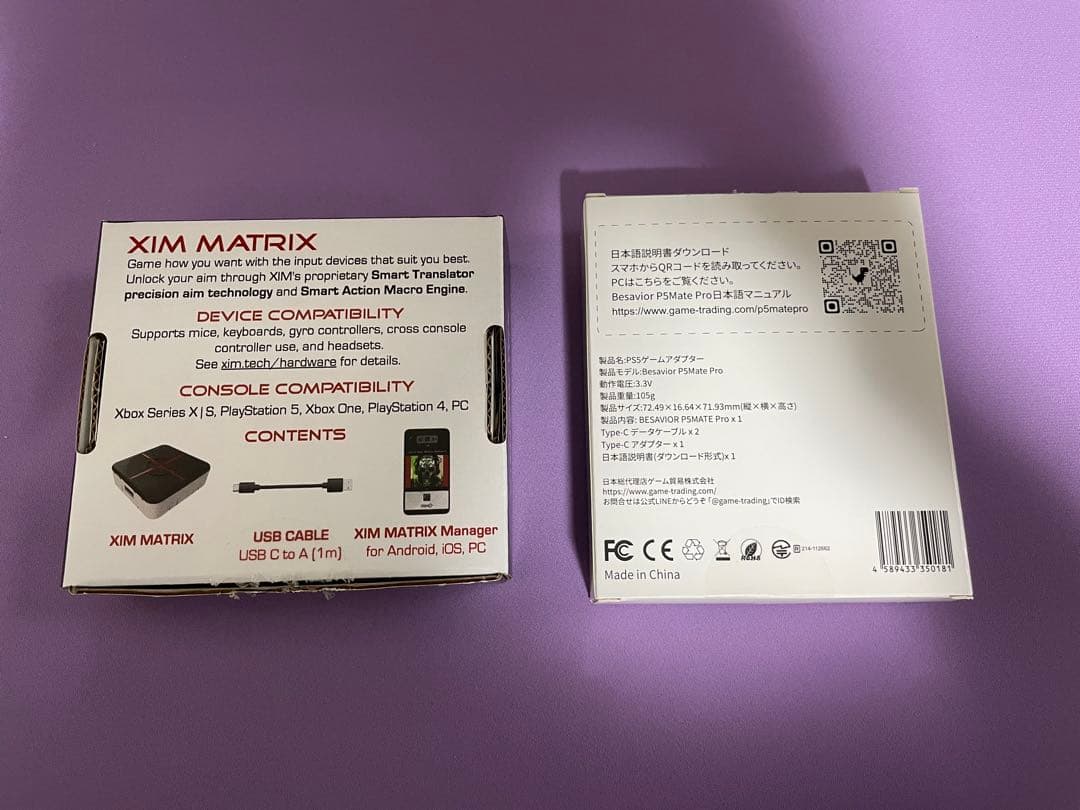 XIM MATRIX
Game how you want with the input devices that suit you best.
Unlock your aim through XIM's proprietary Smart Translator
precision aim technology and Smart Action Macro Engine.
DEVICE COMPATIBILITY
Supports mice, keyboards, gyro controllers, cross console
controller use, and headsets.
See xim.tech/hardware for details.
CONSOLE COMPATIBILITY
Xbox Series X|S, PlayStation 5, Xbox One, PlayStation 4, PC
CONTENTS
XIM MATRIX
USB CABLE
USB C to A (1m)
XIM MATRIX Manager
for Android, iOS, PC
日本語説明書ダウンロード
スマホからQRコードを読み取ってください。
PCはこちらをご覧ください。
Besavior P5Mate Pro日本語マニュアル
https://www.game-trading.com/p5matepro
製品名:PS5ゲームアダプター
製品モデル:Besavior P5Mate Pro
動作電圧:3.3V
製品重量:105g
製品サイズ:72.49×16.64×71.93mm(縦×横×高さ)
製品内容: BESAVIOR P5MATE Pro x 1
Type-C データケーブル x 2
Type-C アダプター x 1
日本語説明書(ダウンロード形式)x 1
日本総代理店ゲーム貿易株式会社
https://www.game-trading.com/
お問合せは公式LINEからどうぞ「@game-trading」でID検索
FC CE RoHS R 214-112662
Made in China
4 589433 350181